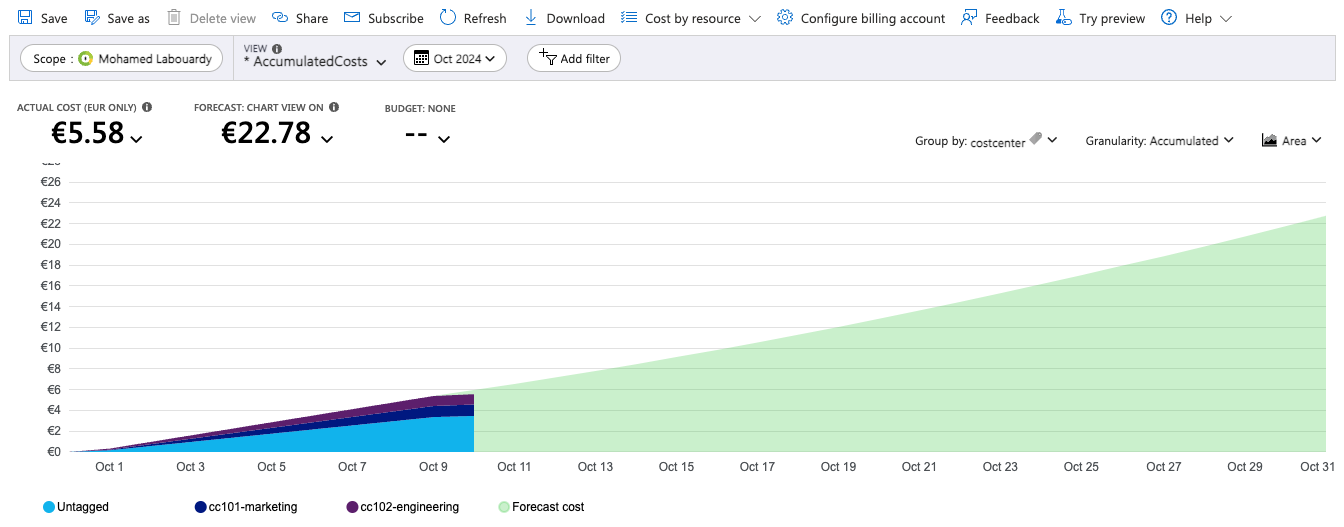 Save Save as Delete view Share Subscribe Refresh Download Cost by resource Configure billing account Feedback Try preview Help
Scope : Mohamed Labouardy
VIEW
* AccumulatedCosts
Oct 2024
Add filter
ACTUAL COST (EUR ONLY) FORECAST: CHART VIEW ON BUDGET: NONE
€5.58 €22.78 --
Group by: costcenter Granularity: Accumulated Area
€26
€24
€22
€20
€18
€16
€14
€12
€10
€8
€6
€4
€2
€0
Oct 1 Oct 3 Oct 5 Oct 7 Oct 9 Oct 11 Oct 13 Oct 15 Oct 17 Oct 19 Oct 21 Oct 23 Oct 25 Oct 27 Oct 29 Oct 31
Untagged cc101-marketing cc102-engineering Forecast cost